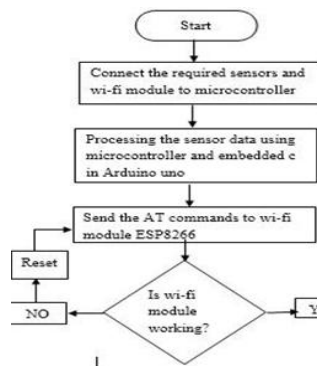 Start
Connect the required sensors and
wi-fi module to microcontroller
Processing the sensor data using
microcontroller and embedded c
in Arduino uno
Send the AT commands to wi-fi
module ESP8266
Reset
Is
wi-fi
module
working?
NO
Y